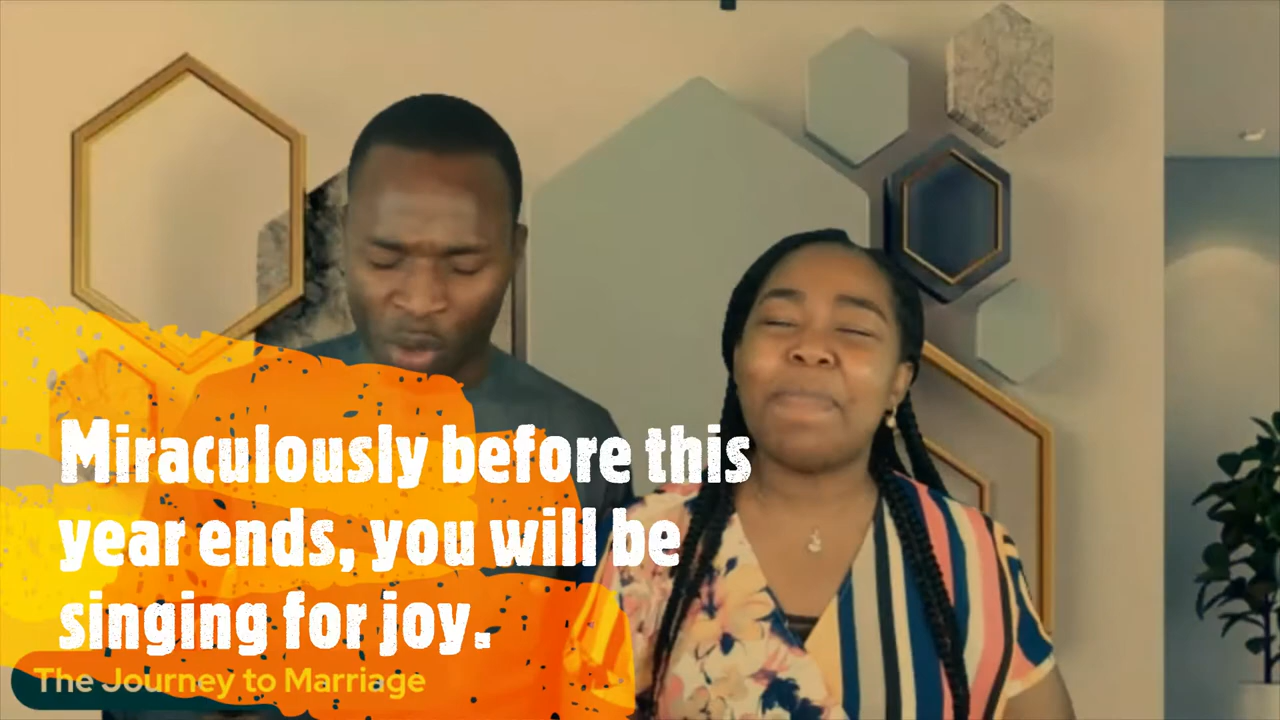 Miraculously before this
year ends, you will be
singing for joy.
The Journey to Marriage